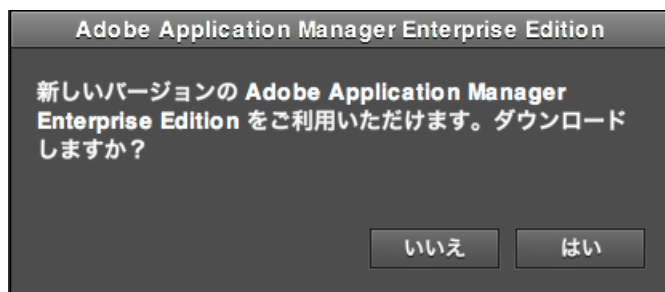 Adobe Application Manager Enterprise Edition
新しいバージョンの Adobe Application Manager
Enterprise Edition をご利用いただけます。ダウンロード
しますか？
いいえ はい